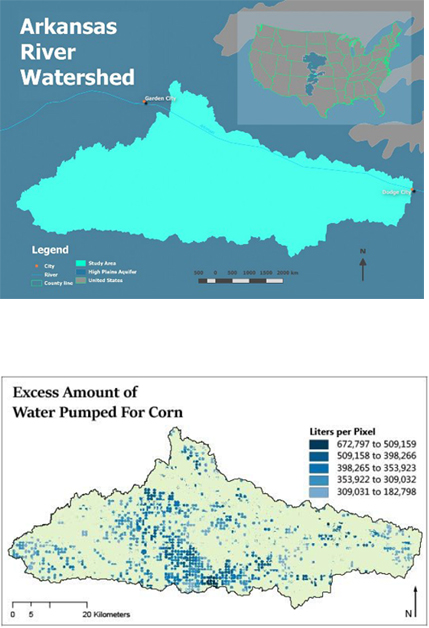 Arkansas
River
Watershed
Garden City
Dodge City
Legend
City
River
County line
Study Area
High Plains Aquifer
United States
N
500 0 500 1000 1500 2000 km
Excess Amount of
Water Pumped For Corn
Liters per Pixel
672,797 to 509,159
509,158 to 398,266
398,265 to 353,923
353,922 to 309,032
309,031 to 182,798
0 5 20 Kilometers
N